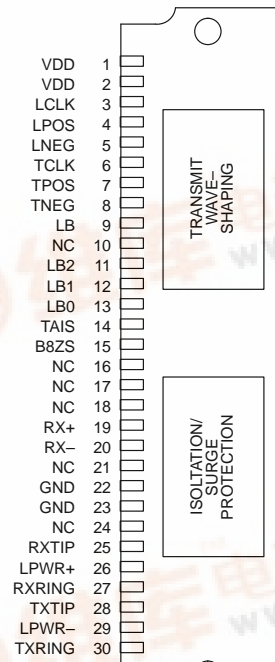 VDD 1
VDD 2
LCLK 3
LPOS 4
LNEG 5
TCLK 6
TPOS 7
TNEG 8
LB 9
NC 10
LB2 11
LB1 12
LB0 13
TAIS 14
B8ZS 15
NC 16
NC 17
NC 18
RX+ 19
RX– 20
NC 21
GND 22
GND 23
NC 24
RXTIP 25
LPWR+ 26
RXRING 27
TXTIP 28
LPWR– 29
TXRING 30
TRANSMIT
WAVE–
SHAPING
ISOLTATION/
SURGE
PROTECTION